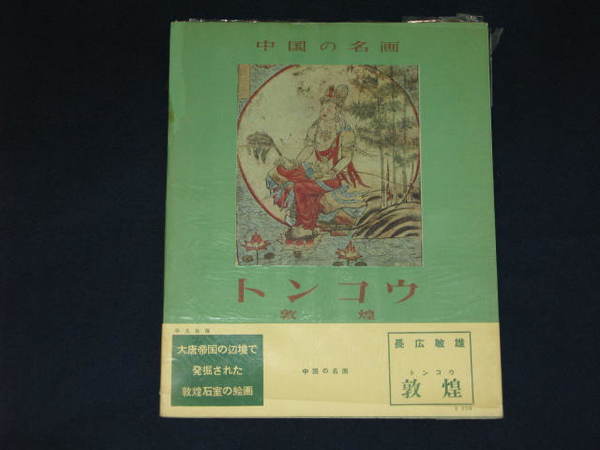 中国の名画
トンコウ
敦煌
大唐帝国の辺境で
発掘された
敦煌石室の絵画
中国の名画
長広敏雄
トンコウ
敦煌